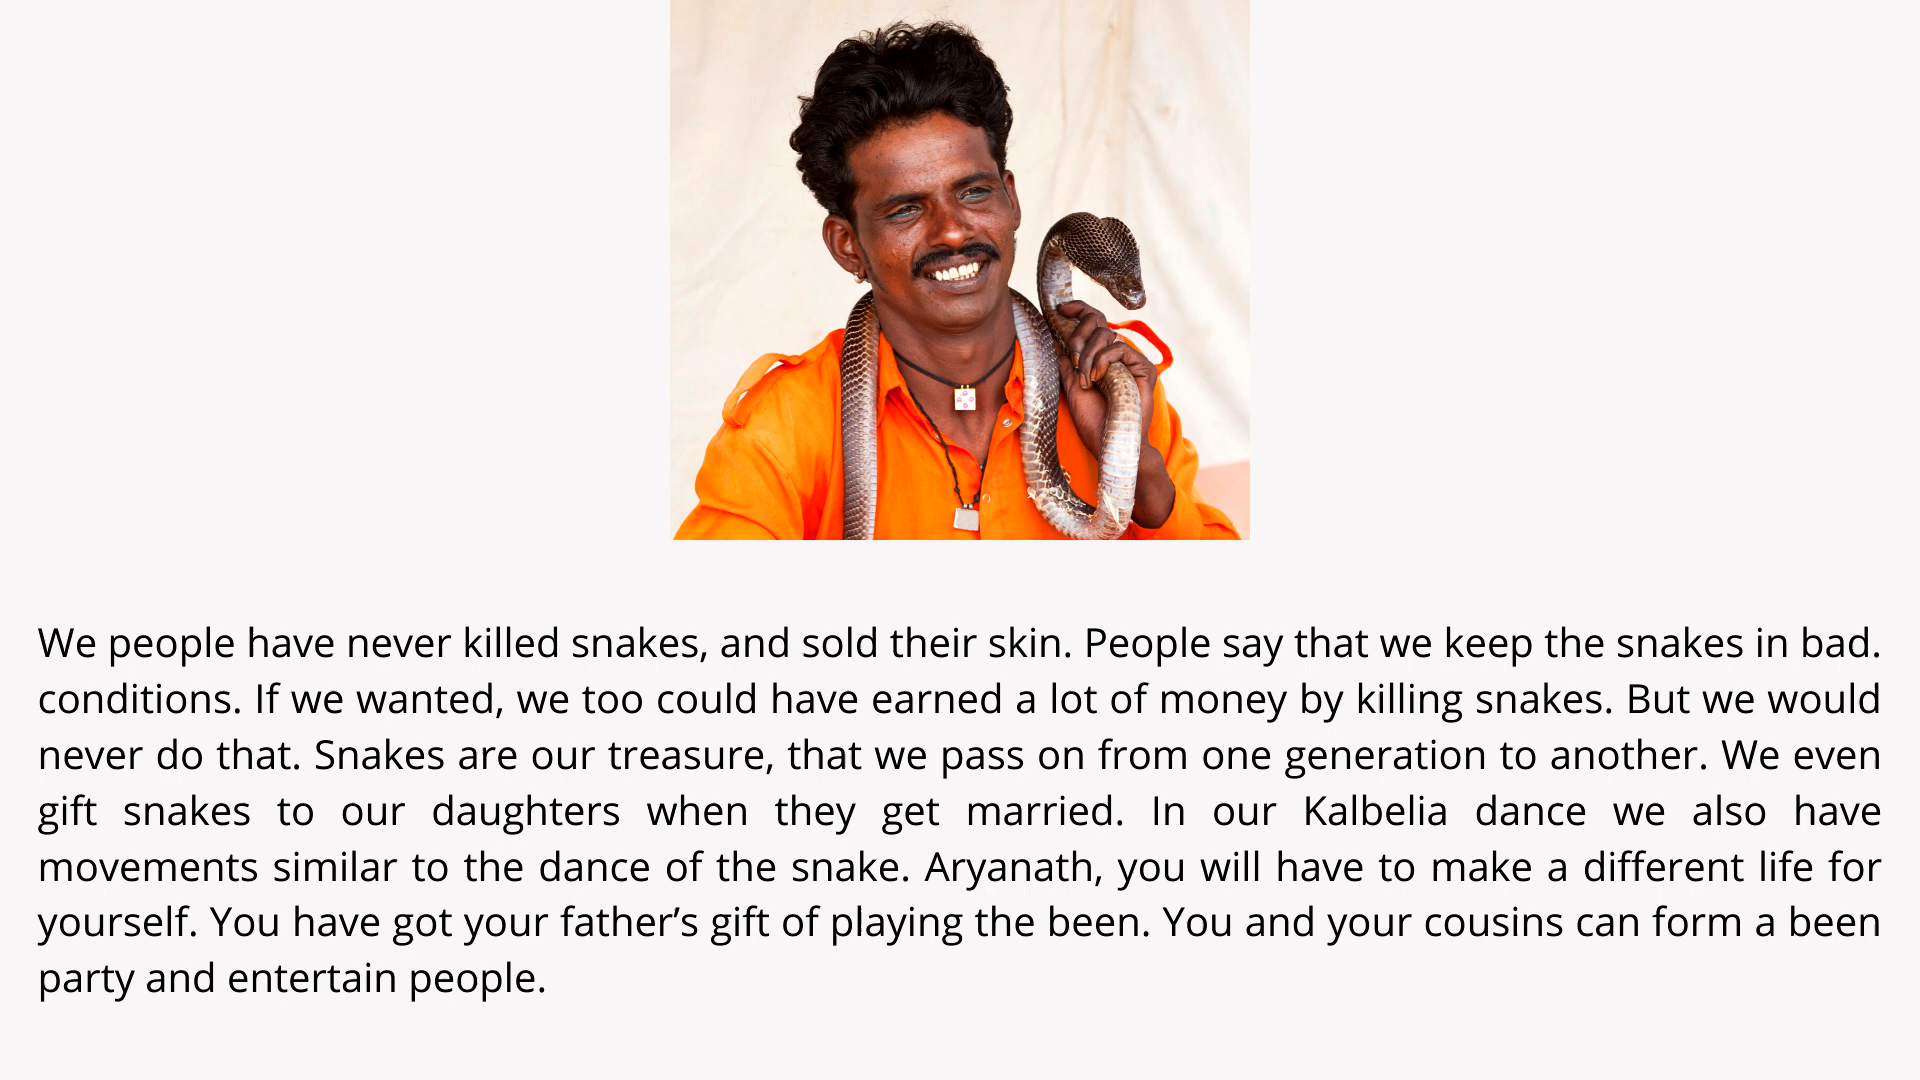 We people have never killed snakes, and sold their skin. People say that we keep the snakes in bad.
conditions. If we wanted, we too could have earned a lot of money by killing snakes. But we would
never do that. Snakes are our treasure, that we pass on from one generation to another. We even
gift snakes to our daughters when they get married. In our Kalbelia dance we also have
movements similar to the dance of the snake. Aryanath, you will have to make a different life for
yourself. You have got your father’s gift of playing the been. You and your cousins can form a been
party and entertain people.